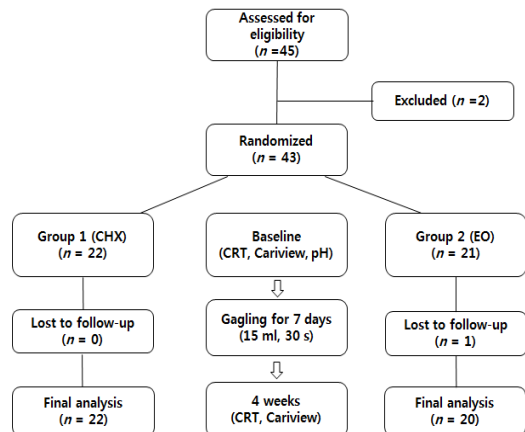 Assessed for
eligibility
(n =45)
Excluded (n =2)
Randomized
(n = 43)
Group 1 (CHX)
(n = 22)
Baseline
(CRT, Cariview, pH)
Group 2 (EO)
(n = 21)
Lost to follow-up
(n = 0)
Gagling for 7 days
(15 ml, 30 s)
Lost to follow-up
(n = 1)
Final analysis
(n = 22)
4 weeks
(CRT, Cariview)
Final analysis
(n = 20)